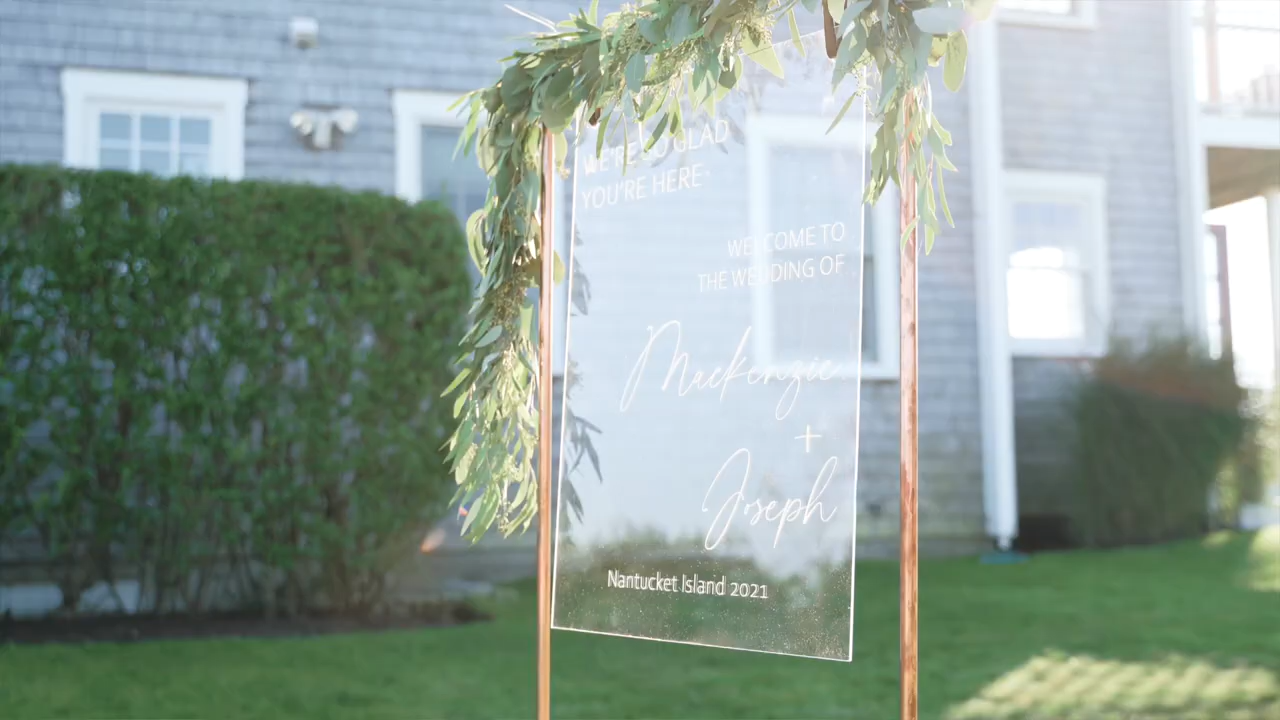 WE'RE SO GLAD
YOU'RE HERE
WELCOME TO
THE WEDDING OF
Mackenzie
+
Joseph
Nantucket Island 2021